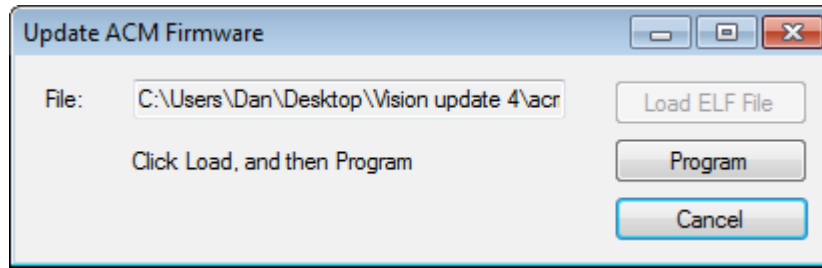 Update ACM Firmware
File: C:\Users\Dan\Desktop\Vision update 4\acr Load ELF File
Click Load, and then Program Program
Cancel